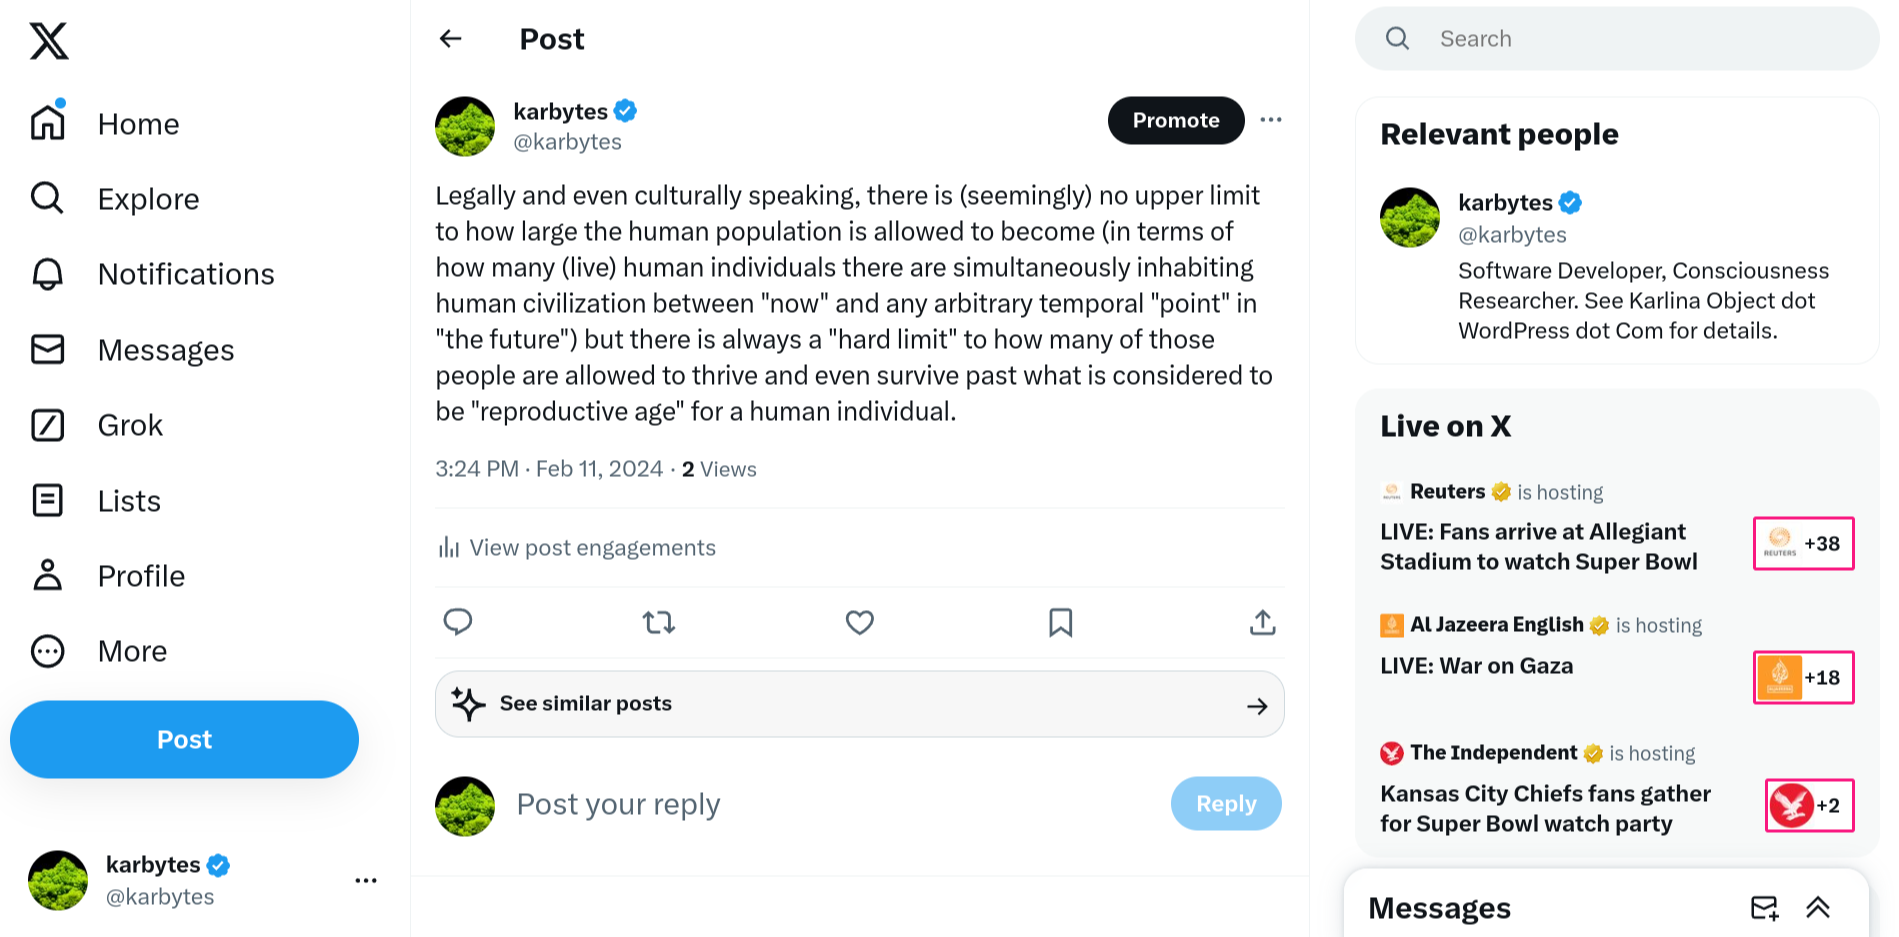 Home
Explore
Notifications
Messages
Grok
Lists
Profile
More
Post
karbytes
@karbytes
Post
karbytes
@karbytes
Promote
Legally and even culturally speaking, there is (seemingly) no upper limit
to how large the human population is allowed to become (in terms of
how many (live) human individuals there are simultaneously inhabiting
human civilization between "now" and any arbitrary temporal "point" in
"the future") but there is always a "hard limit" to how many of those
people are allowed to thrive and even survive past what is considered to
be "reproductive age" for a human individual.
3:24 PM · Feb 11, 2024 · 2 Views
View post engagements
See similar posts
Post your reply
Reply
Search
Relevant people
karbytes
@karbytes
Software Developer, Consciousness
Researcher. See Karlina Object dot
WordPress dot Com for details.
Live on X
REUTERS Reuters is hosting
LIVE: Fans arrive at Allegiant
Stadium to watch Super Bowl
REUTERS +38
Al Jazeera English is hosting
LIVE: War on Gaza
+18
The Independent is hosting
Kansas City Chiefs fans gather
for Super Bowl watch party
+2
Messages